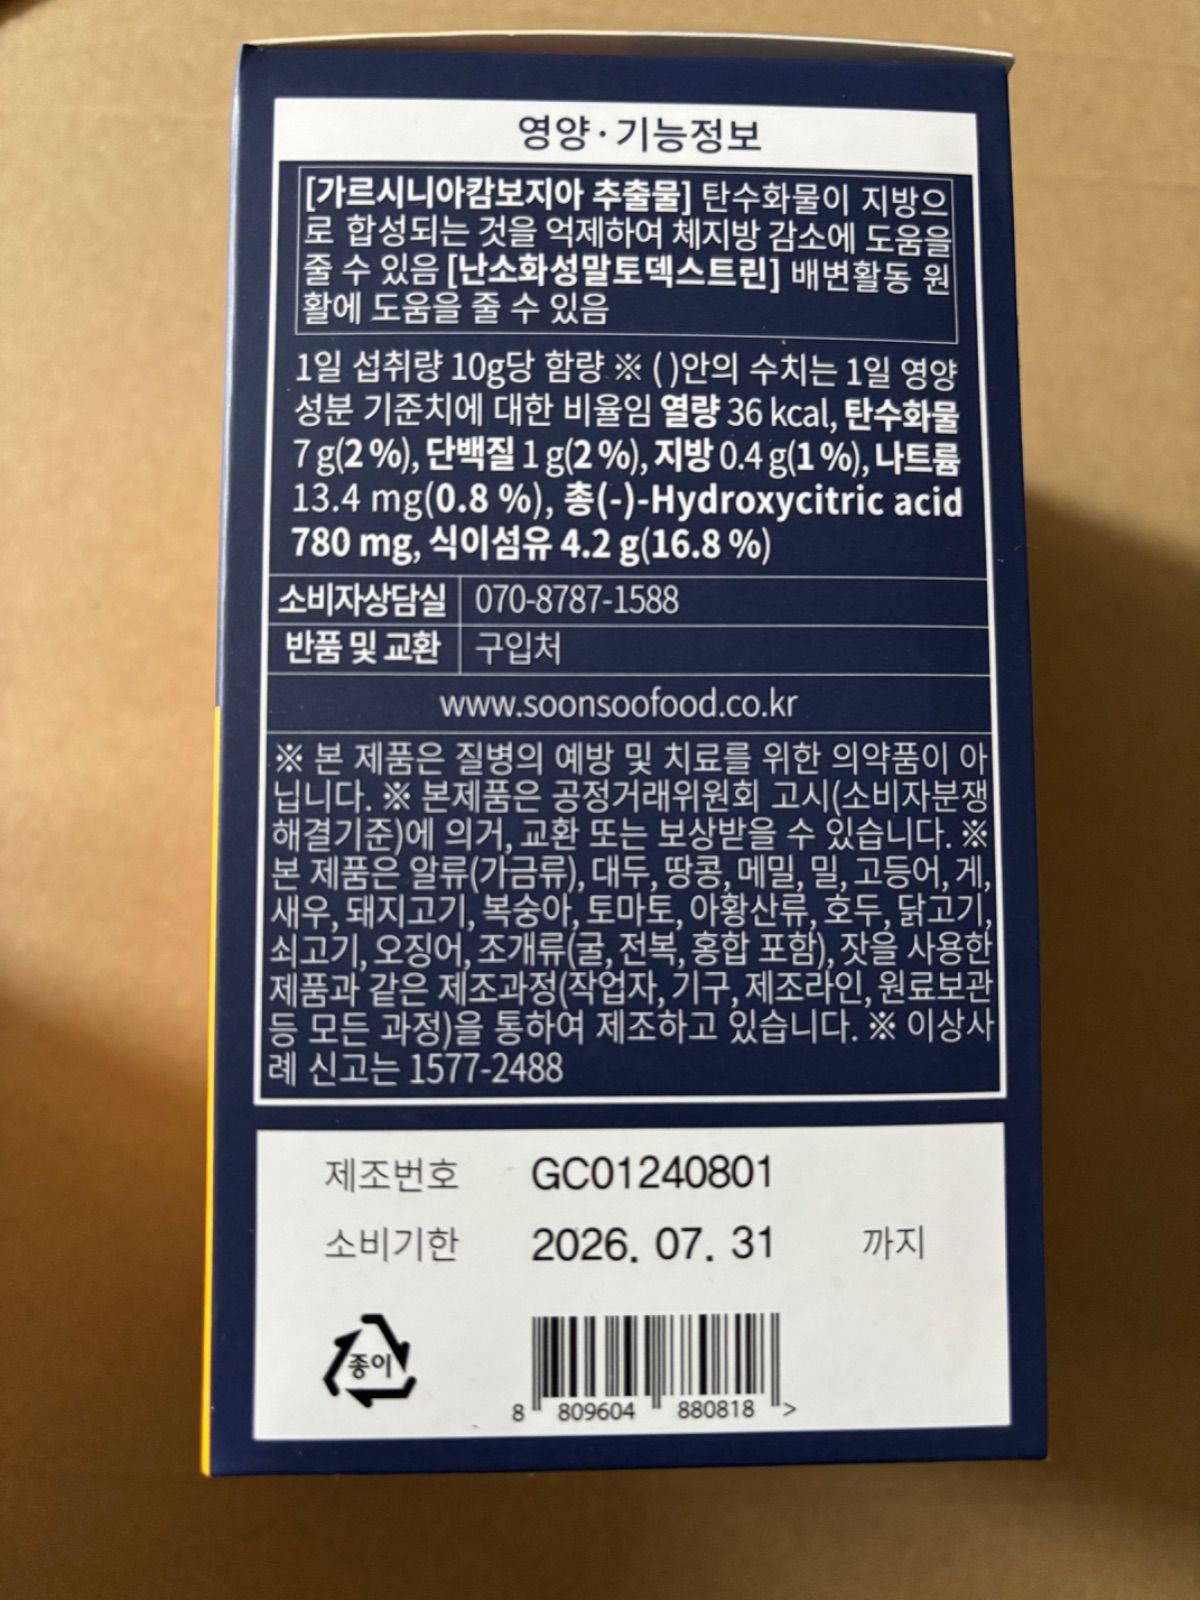 영양·기능정보
[가르시니아캄보지아 추출물] 탄수화물이 지방으
로 합성되는 것을 억제하여 체지방 감소에 도움을
줄 수 있음 [난소화성말토덱스트린] 배변활동 원
활에 도움을 줄 수 있음
1일 섭취량 10g당 함량 ※ ( )안의 수치는 1일 영양
성분 기준치에 대한 비율임 열량 36 kcal, 탄수화물
7 g(2 %), 단백질 1 g(2 %), 지방 0.4 g(1 %), 나트륨
13.4 mg(0.8 %), 총(-)-Hydroxycitric acid
780 mg, 식이섬유 4.2 g(16.8 %)
소비자상담실 070-8787-1588
반품 및 교환 구입처
www.soonsoofood.co.kr
※ 본 제품은 질병의 예방 및 치료를 위한 의약품이 아
닙니다. ※ 본제품은 공정거래위원회 고시(소비자분쟁
해결기준)에 의거, 교환 또는 보상받을 수 있습니다. ※
본 제품은 알류(가금류), 대두, 땅콩, 메밀, 밀, 고등어, 게,
새우, 돼지고기, 복숭아, 토마토, 아황산류, 호두, 닭고기,
쇠고기, 오징어, 조개류(굴, 전복, 홍합 포함), 잣을 사용한
제품과 같은 제조과정(작업자, 기구, 제조라인, 원료보관
등 모든 과정)을 통하여 제조하고 있습니다. ※ 이상사
례 신고는 1577-2488
제조번호 GC01240801
소비기한 2026. 07. 31 까지
종이
8 809604 880818 >